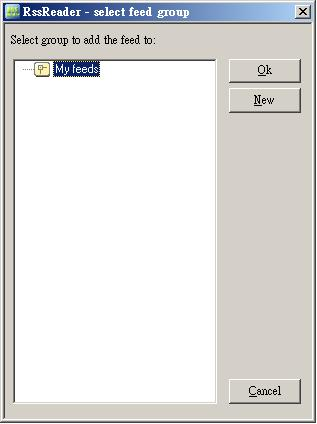 RssReader - select feed group
Select group to add the feed to:
My feeds
Ok
New
Cancel